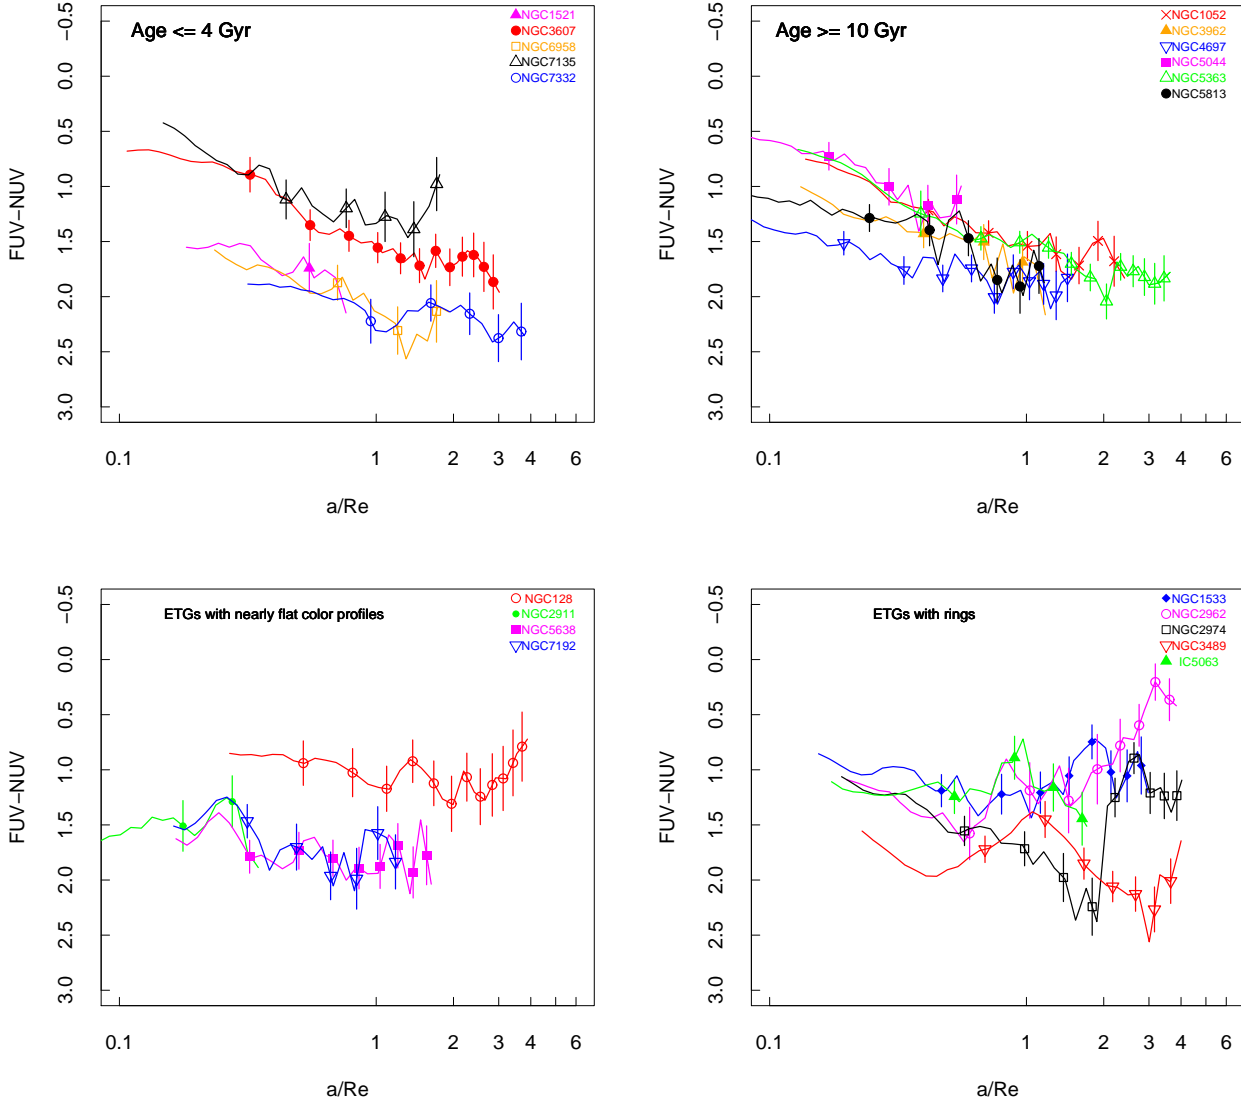 Age <= 4 Gyr
NGC1521
NGC3607
NGC6958
NGC7135
NGC7332
−0.5
0.0
0.5
1.0
1.5
2.0
2.5
3.0
FUV−NUV
0.1 1 2 3 4 6
a/Re
Age >= 10 Gyr
NGC1052
NGC3962
NGC4697
NGC5044
NGC5363
NGC5813
−0.5
0.0
0.5
1.0
1.5
2.0
2.5
3.0
FUV−NUV
0.1 1 2 3 4 6
a/Re
ETGs with nearly flat color profiles
NGC128
NGC2911
NGC5638
NGC7192
−0.5
0.0
0.5
1.0
1.5
2.0
2.5
3.0
FUV−NUV
0.1 1 2 3 4 6
a/Re
ETGs with rings
NGC1533
NGC2962
NGC2974
NGC3489
IC5063
−0.5
0.0
0.5
1.0
1.5
2.0
2.5
3.0
FUV−NUV
0.1 1 2 3 4 6
a/Re